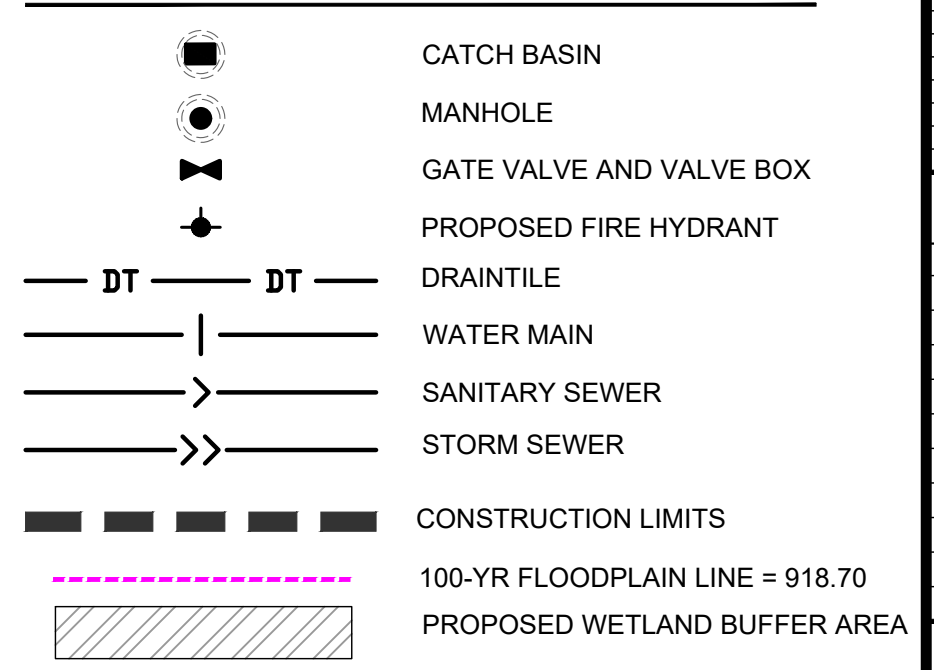 CATCH BASIN
MANHOLE
GATE VALVE AND VALVE BOX
PROPOSED FIRE HYDRANT
DT DT DRAINTILE
WATER MAIN
SANITARY SEWER
STORM SEWER
CONSTRUCTION LIMITS
100-YR FLOODPLAIN LINE = 918.70
PROPOSED WETLAND BUFFER AREA